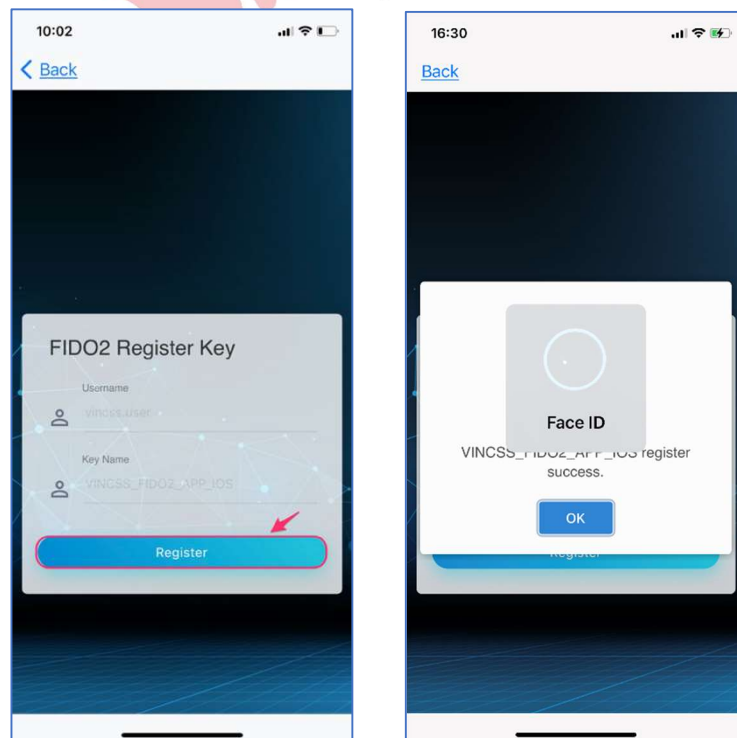 10:02
Back
FIDO2 Register Key
Username
vincss.user
Key Name
VINCSS_FIDO2_APP_IOS
Register
16:30
Back
Face ID
VINCSS_FIDO2_APP_IOS register
success.
OK
Register